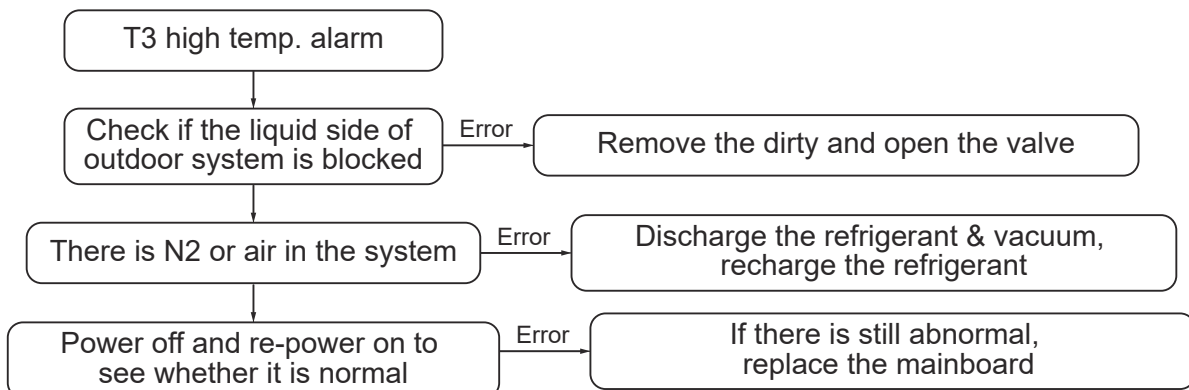 T3 high temp. alarm
Check if the liquid side of
outdoor system is blocked
Error
Remove the dirty and open the valve
There is N2 or air in the system
Error
Discharge the refrigerant & vacuum,
recharge the refrigerant
Power off and re-power on to
see whether it is normal
Error
If there is still abnormal,
replace the mainboard